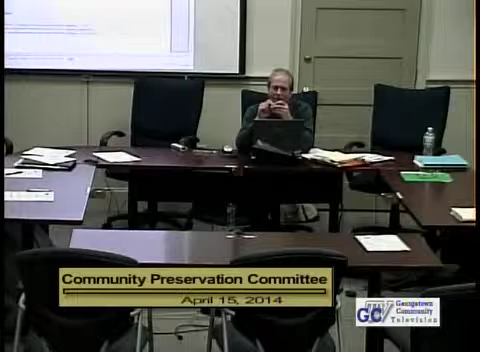 Community Preservation Committee
April 15, 2014
GCTV
Georgetown
Community
Television